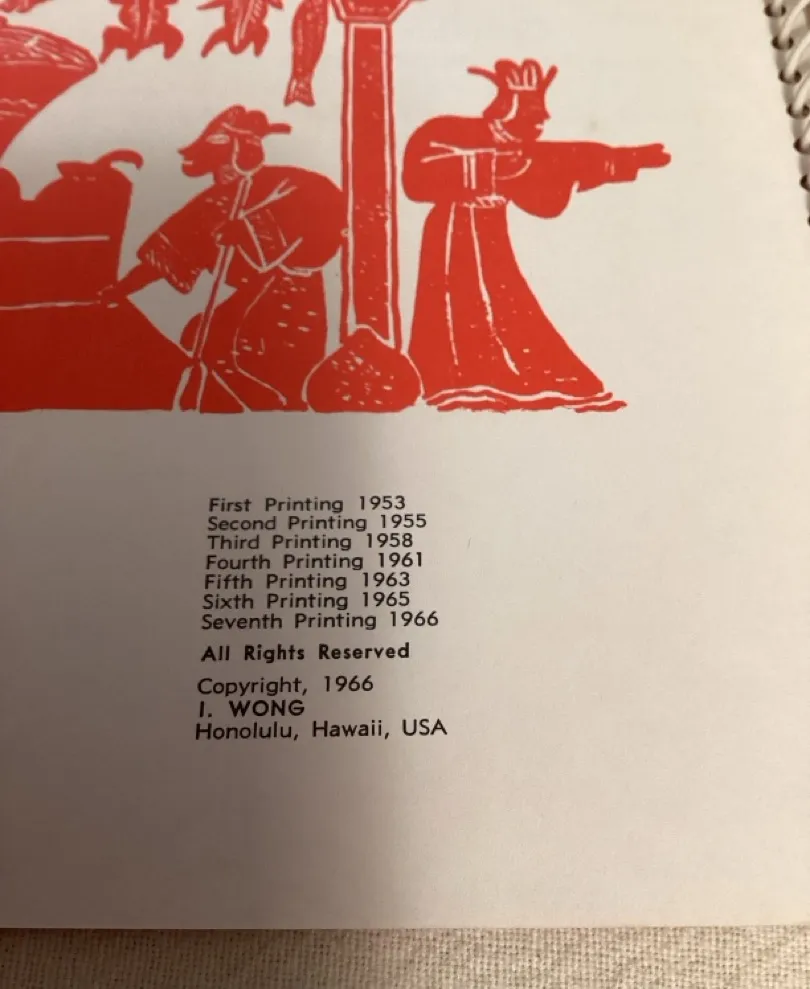 First Printing 1953
Second Printing 1955
Third Printing 1958
Fourth Printing 1961
Fifth Printing 1963
Sixth Printing 1965
Seventh Printing 1966
All Rights Reserved
Copyright, 1966
I. WONG
Honolulu, Hawaii, USA